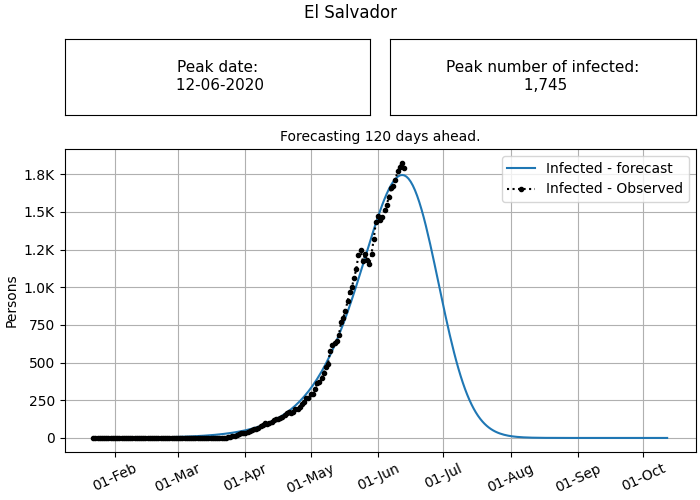 El Salvador
Peak date:
12-06-2020
Peak number of infected:
1,745
Forecasting 120 days ahead.
Infected - forecast
Infected - Observed
Persons
1.8K
1.5K
1.2K
1.0K
750
500
250
0
01-Feb
01-Mar
01-Apr
01-May
01-Jun
01-Jul
01-Aug
01-Sep
01-Oct